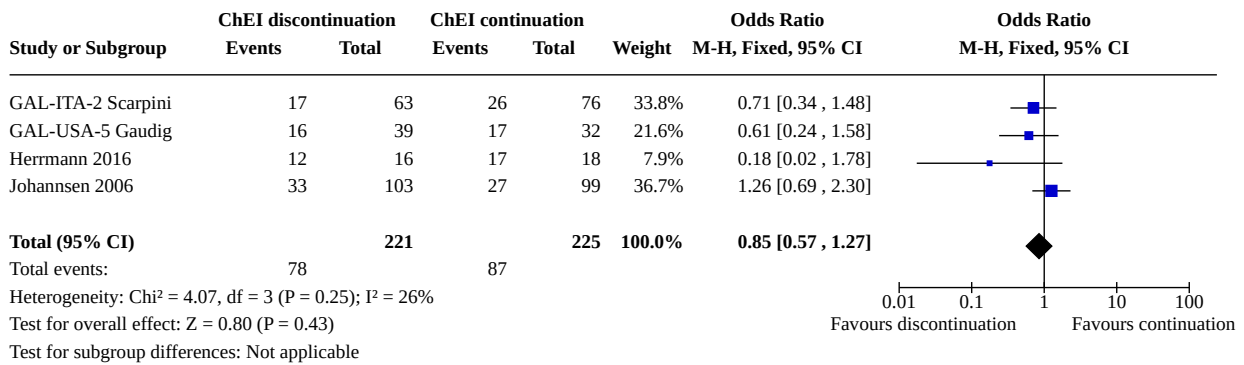 ChEI discontinuation ChEI continuation Odds Ratio Odds Ratio
Study or Subgroup Events Total Events Total Weight M-H, Fixed, 95% CI M-H, Fixed, 95% CI
GAL-ITA-2 Scarpini 17 63 26 76 33.8% 0.71 [0.34 , 1.48]
GAL-USA-5 Gaudig 16 39 17 32 21.6% 0.61 [0.24 , 1.58]
Herrmann 2016 12 16 17 18 7.9% 0.18 [0.02 , 1.78]
Johannsen 2006 33 103 27 99 36.7% 1.26 [0.69 , 2.30]
Total (95% CI) 221 225 100.0% 0.85 [0.57 , 1.27]
Total events: 78 87
Heterogeneity: Chi² = 4.07, df = 3 (P = 0.25); I² = 26%
0.01 0.1 1 10 100
Test for overall effect: Z = 0.80 (P = 0.43) Favours discontinuation Favours continuation
Test for subgroup differences: Not applicable